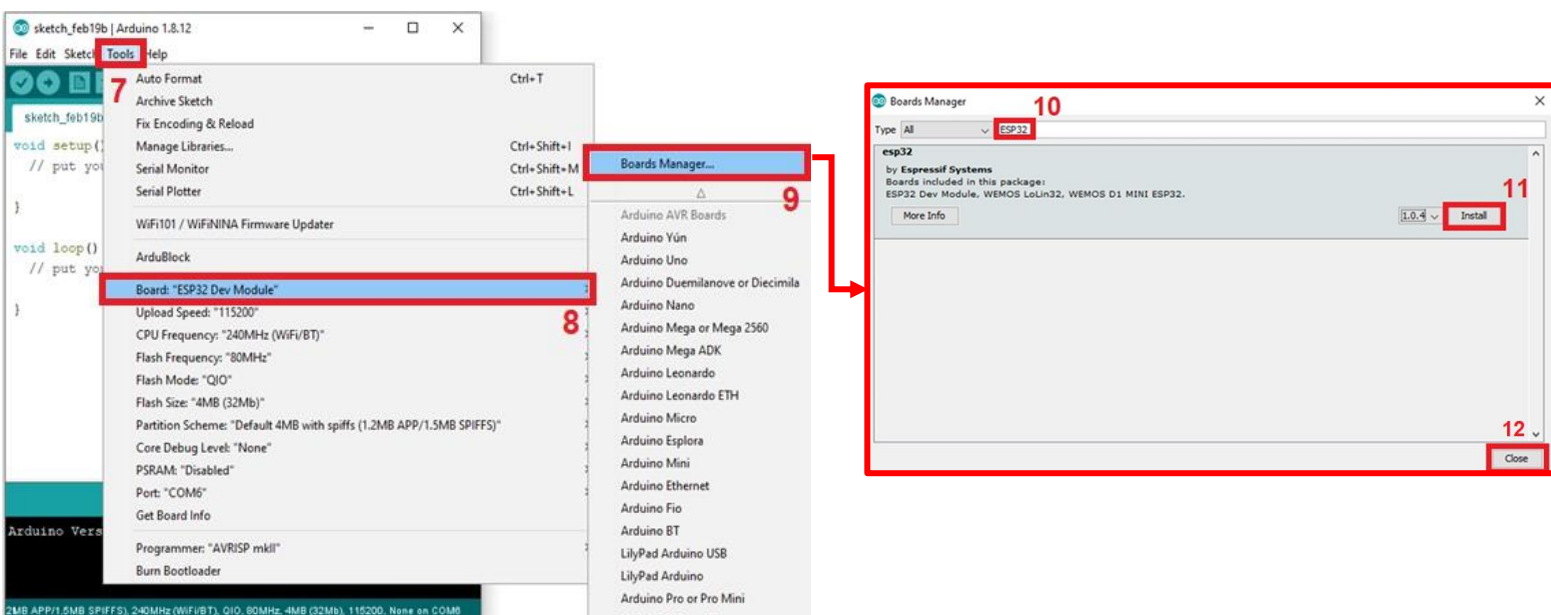 sketch_feb19b | Arduino 1.8.12
File Edit Sketch Tools Help
7
sketch_feb19b
void setup()
// put you
}
void loop()
// put you
}
Arduino Vers
2MB APP/1.5MB SPIFFS), 240MHz (WiFi/BT), QIO, 80MHz, 4MB (32Mb), 115200, None on COM6
Auto Format Ctrl+T
Archive Sketch
Fix Encoding & Reload
Manage Libraries... Ctrl+Shift+I
Serial Monitor Ctrl+Shift+M
Serial Plotter Ctrl+Shift+L
WiFi101 / WiFiNINA Firmware Updater
ArduBlock
Board: "ESP32 Dev Module"
8
Upload Speed: "115200"
CPU Frequency: "240MHz (WiFi/BT)"
Flash Frequency: "80MHz"
Flash Mode: "QIO"
Flash Size: "4MB (32Mb)"
Partition Scheme: "Default 4MB with spiffs (1.2MB APP/1.5MB SPIFFS)"
Core Debug Level: "None"
PSRAM: "Disabled"
Port: "COM6"
Get Board Info
Programmer: "AVRISP mkII"
Burn Bootloader
Boards Manager...
9
Arduino AVR Boards
Arduino Yún
Arduino Uno
Arduino Duemilanove or Diecimila
Arduino Nano
Arduino Mega or Mega 2560
Arduino Mega ADK
Arduino Leonardo
Arduino Leonardo ETH
Arduino Micro
Arduino Esplora
Arduino Mini
Arduino Ethernet
Arduino Fio
Arduino BT
LilyPad Arduino USB
LilyPad Arduino
Arduino Pro or Pro Mini
Boards Manager
10
Type All ESP32
esp32
by Espressif Systems
Boards included in this package:
ESP32 Dev Module, WEMOS LoLin32, WEMOS D1 MINI ESP32.
11
More Info 1.0.4 Install
12
Close